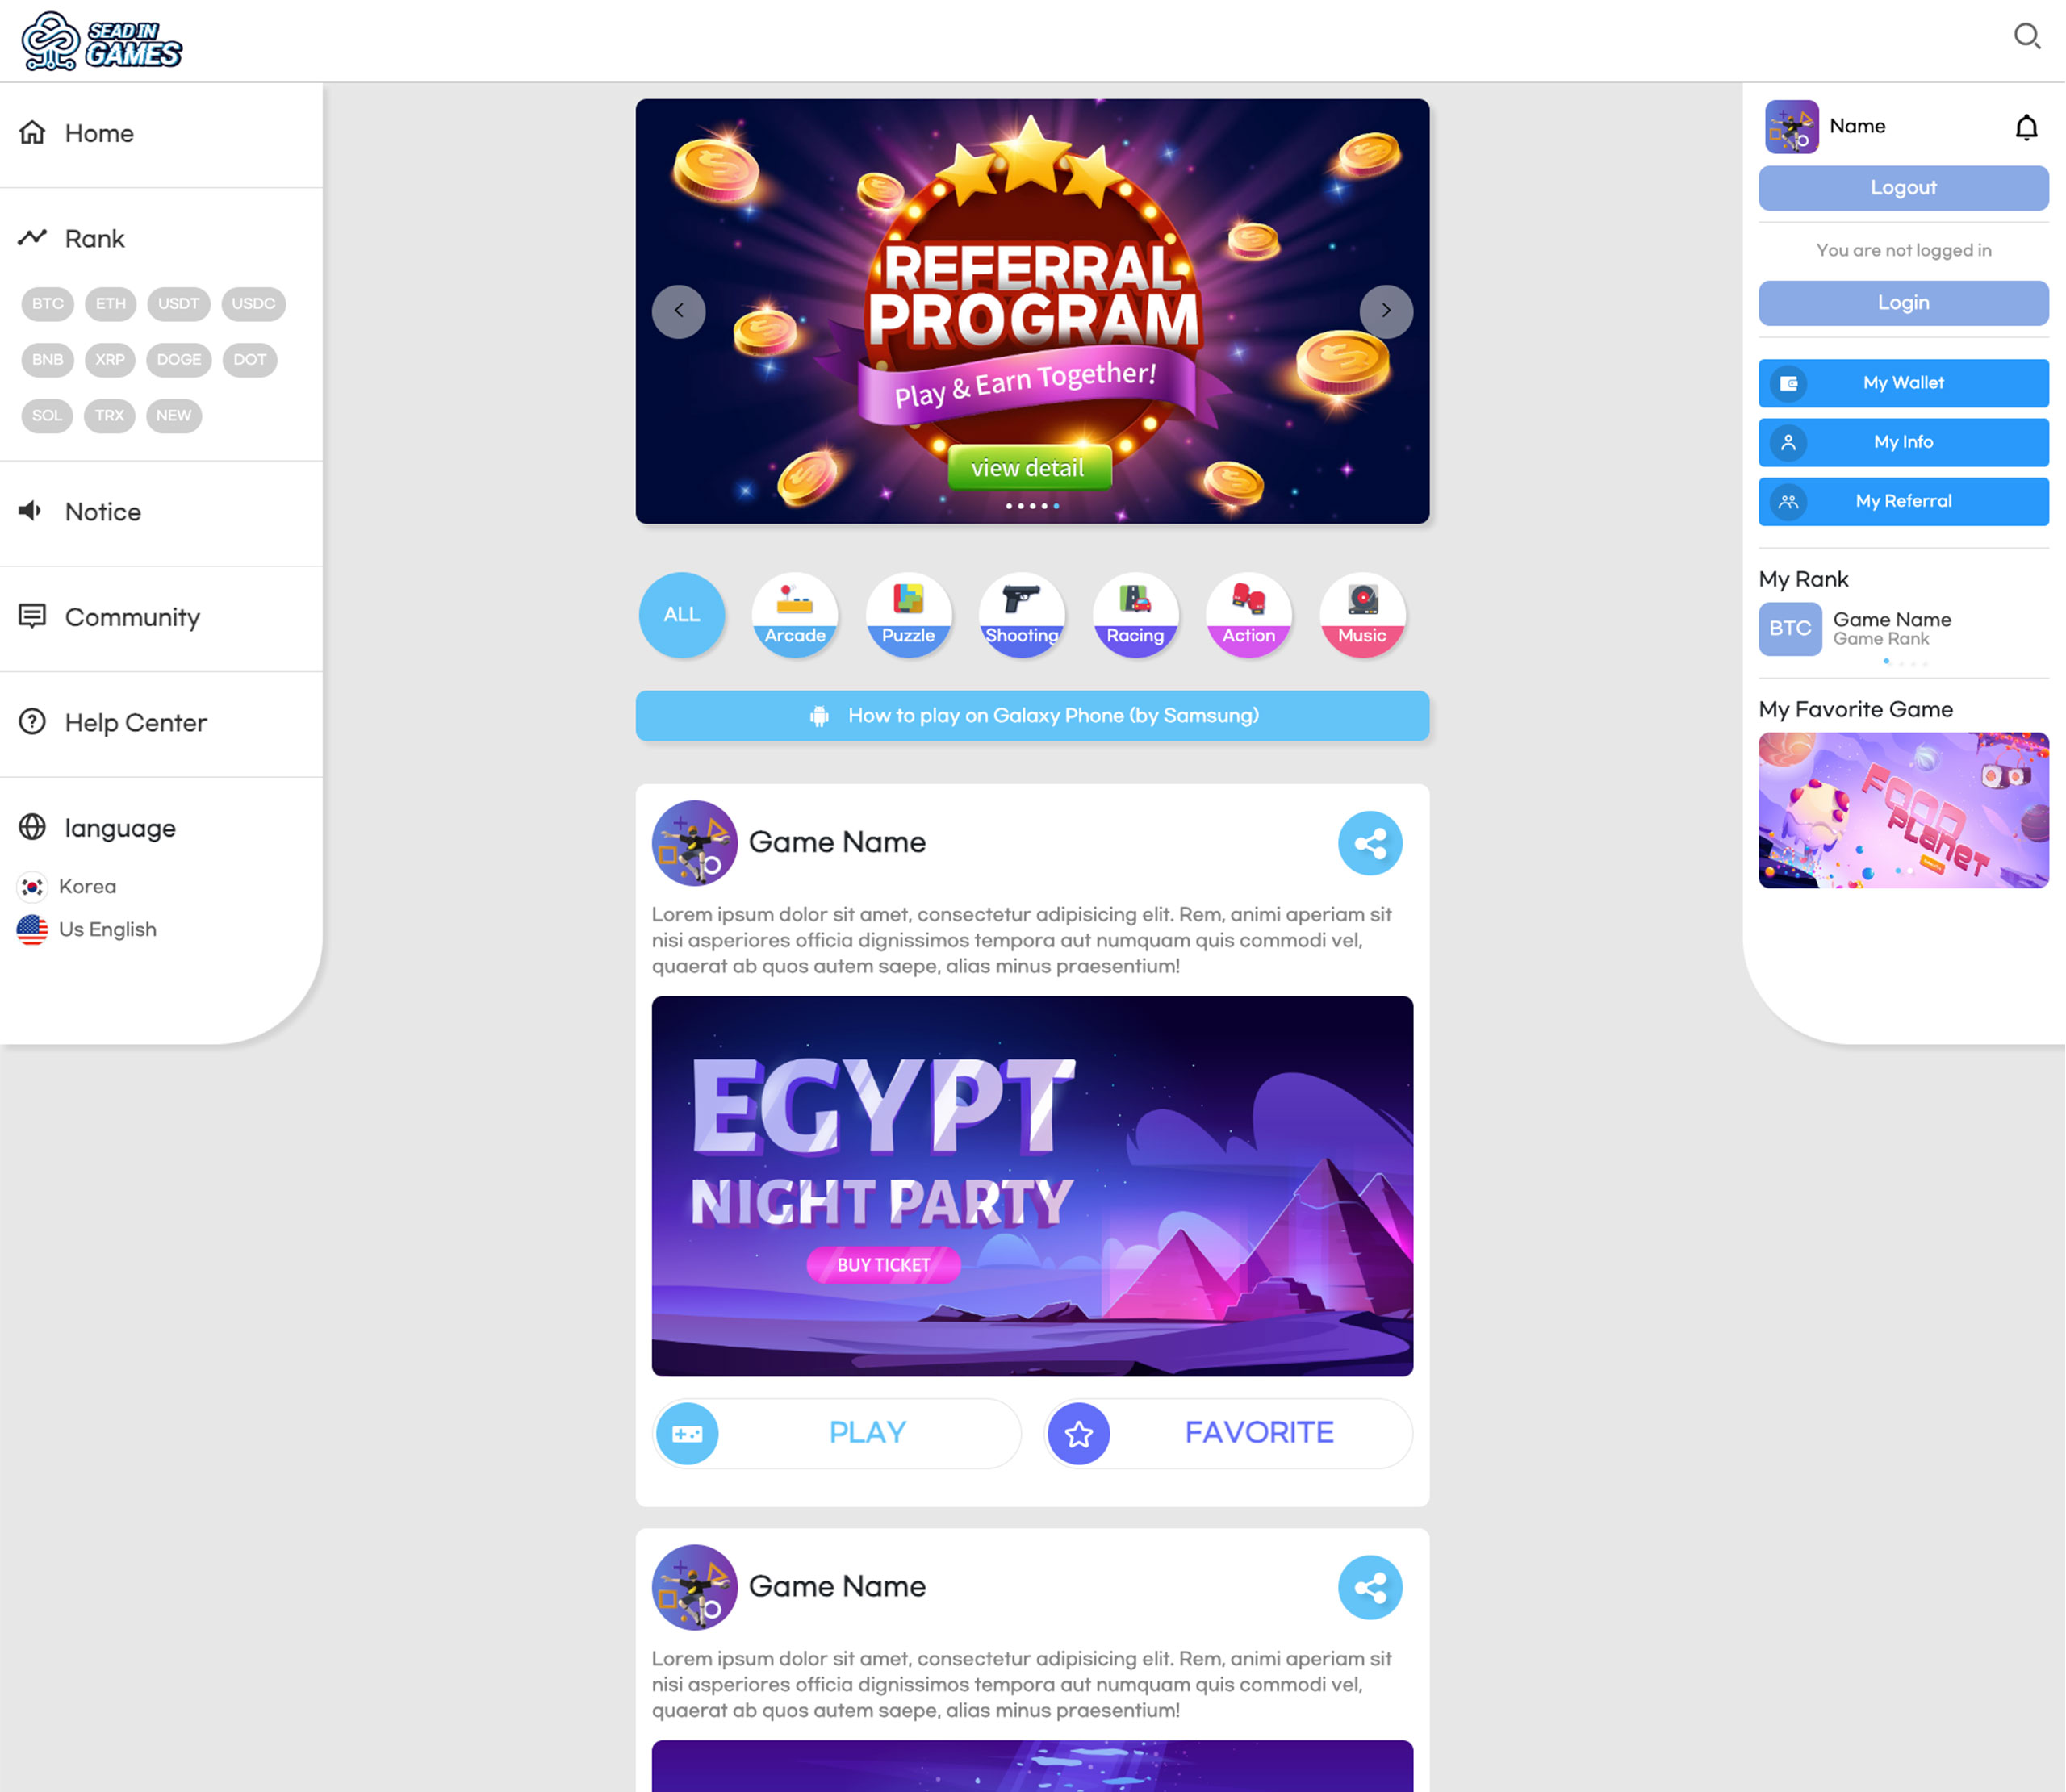 SEAD IN
GAMES
Home
Rank
BTC ETH USDT USDC
BNB XRP DOGE DOT
SOL TRX NEW
Notice
Community
Help Center
language
Korea
Us English
REFERRAL
PROGRAM
Play & Earn Together!
view detail
ALL Arcade Puzzle Shooting Racing Action Music
How to play on Galaxy Phone (by Samsung)
Game Name
Lorem ipsum dolor sit amet, consectetur adipisicing elit. Rem, animi aperiam sit
nisi asperiores officia dignissimos tempora aut numquam quis commodi vel,
quaerat ab quos autem saepe, alias minus praesentium!
EGYPT
NIGHT PARTY
BUY TICKET
PLAY FAVORITE
Game Name
Lorem ipsum dolor sit amet, consectetur adipisicing elit. Rem, animi aperiam sit
nisi asperiores officia dignissimos tempora aut numquam quis commodi vel,
quaerat ab quos autem saepe, alias minus praesentium!
Name
Logout
You are not logged in
Login
My Wallet
My Info
My Referral
My Rank
BTC Game Name
Game Rank
My Favorite Game
FOOD
PLANET